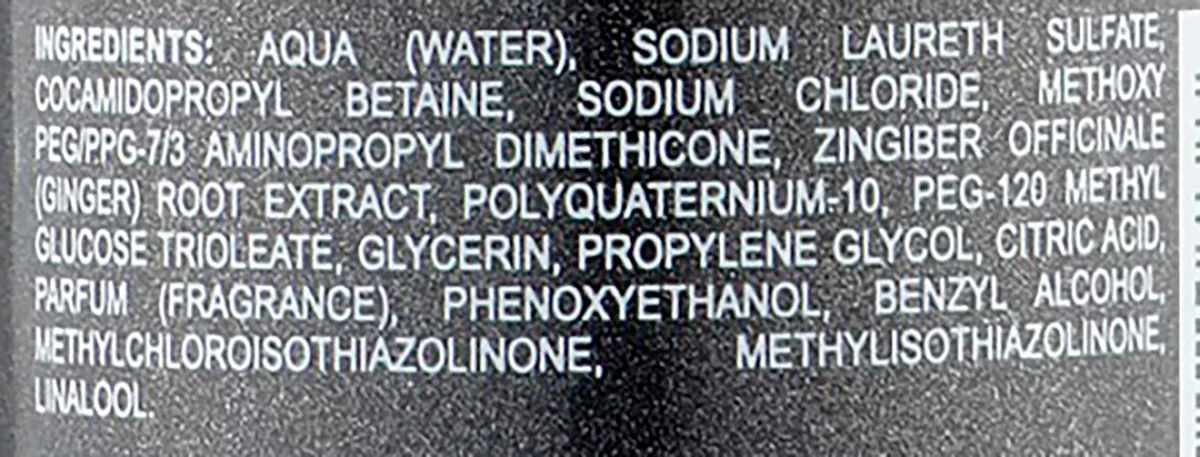 INGREDIENTS: AQUA (WATER), SODIUM LAURETH SULFATE,
COCAMIDOPROPYL BETAINE, SODIUM CHLORIDE, METHOXY
PEG/PPG-7/3 AMINOPROPYL DIMETHICONE, ZINGIBER OFFICINALE
(GINGER) ROOT EXTRACT, POLYQUATERNIUM-10, PEG-120 METHYL
GLUCOSE TRIOLEATE, GLYCERIN, PROPYLENE GLYCOL, CITRIC ACID,
PARFUM (FRAGRANCE), PHENOXYETHANOL, BENZYL ALCOHOL,
METHYLCHLOROISOTHIAZOLINONE, METHYLISOTHIAZOLINONE,
LINALOOL.